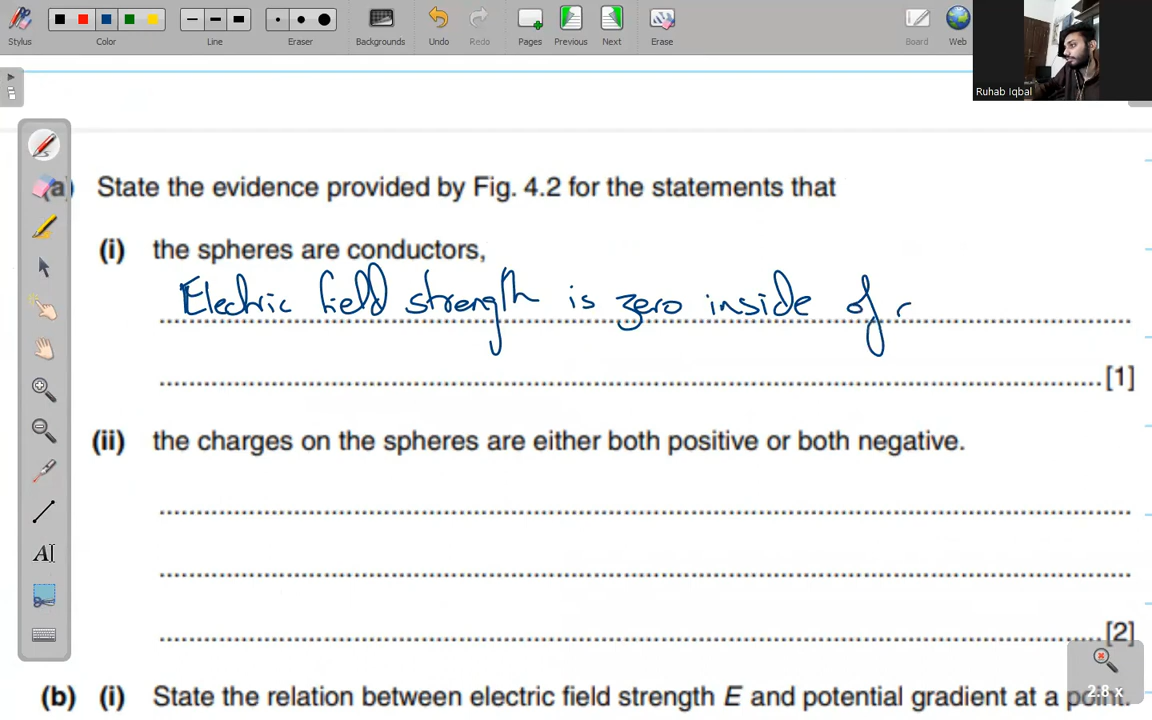 Stylus Color Line Eraser Backgrounds Undo Redo Pages Previous Next Erase Board Web
Ruhab Iqbal
(a) State the evidence provided by Fig. 4.2 for the statements that
(i) the spheres are conductors,
Electric field strength is zero inside of
[1]
(ii) the charges on the spheres are either both positive or both negative.
[2]
2.8 x
(b) (i) State the relation between electric field strength E and potential gradient at a point.